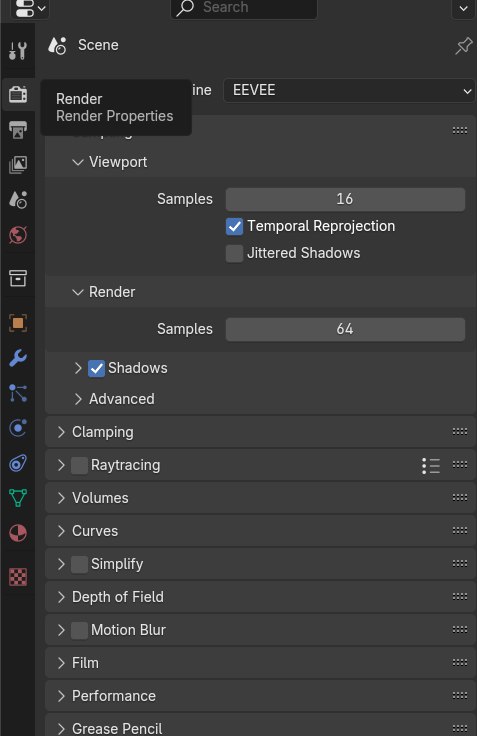 Search
Scene
Render
Render Properties
ine
EEVEE
Viewport
Samples
16
Temporal Reprojection
Jittered Shadows
Render
Samples
64
Shadows
Advanced
Clamping
Raytracing
Volumes
Curves
Simplify
Depth of Field
Motion Blur
Film
Performance
Grease Pencil